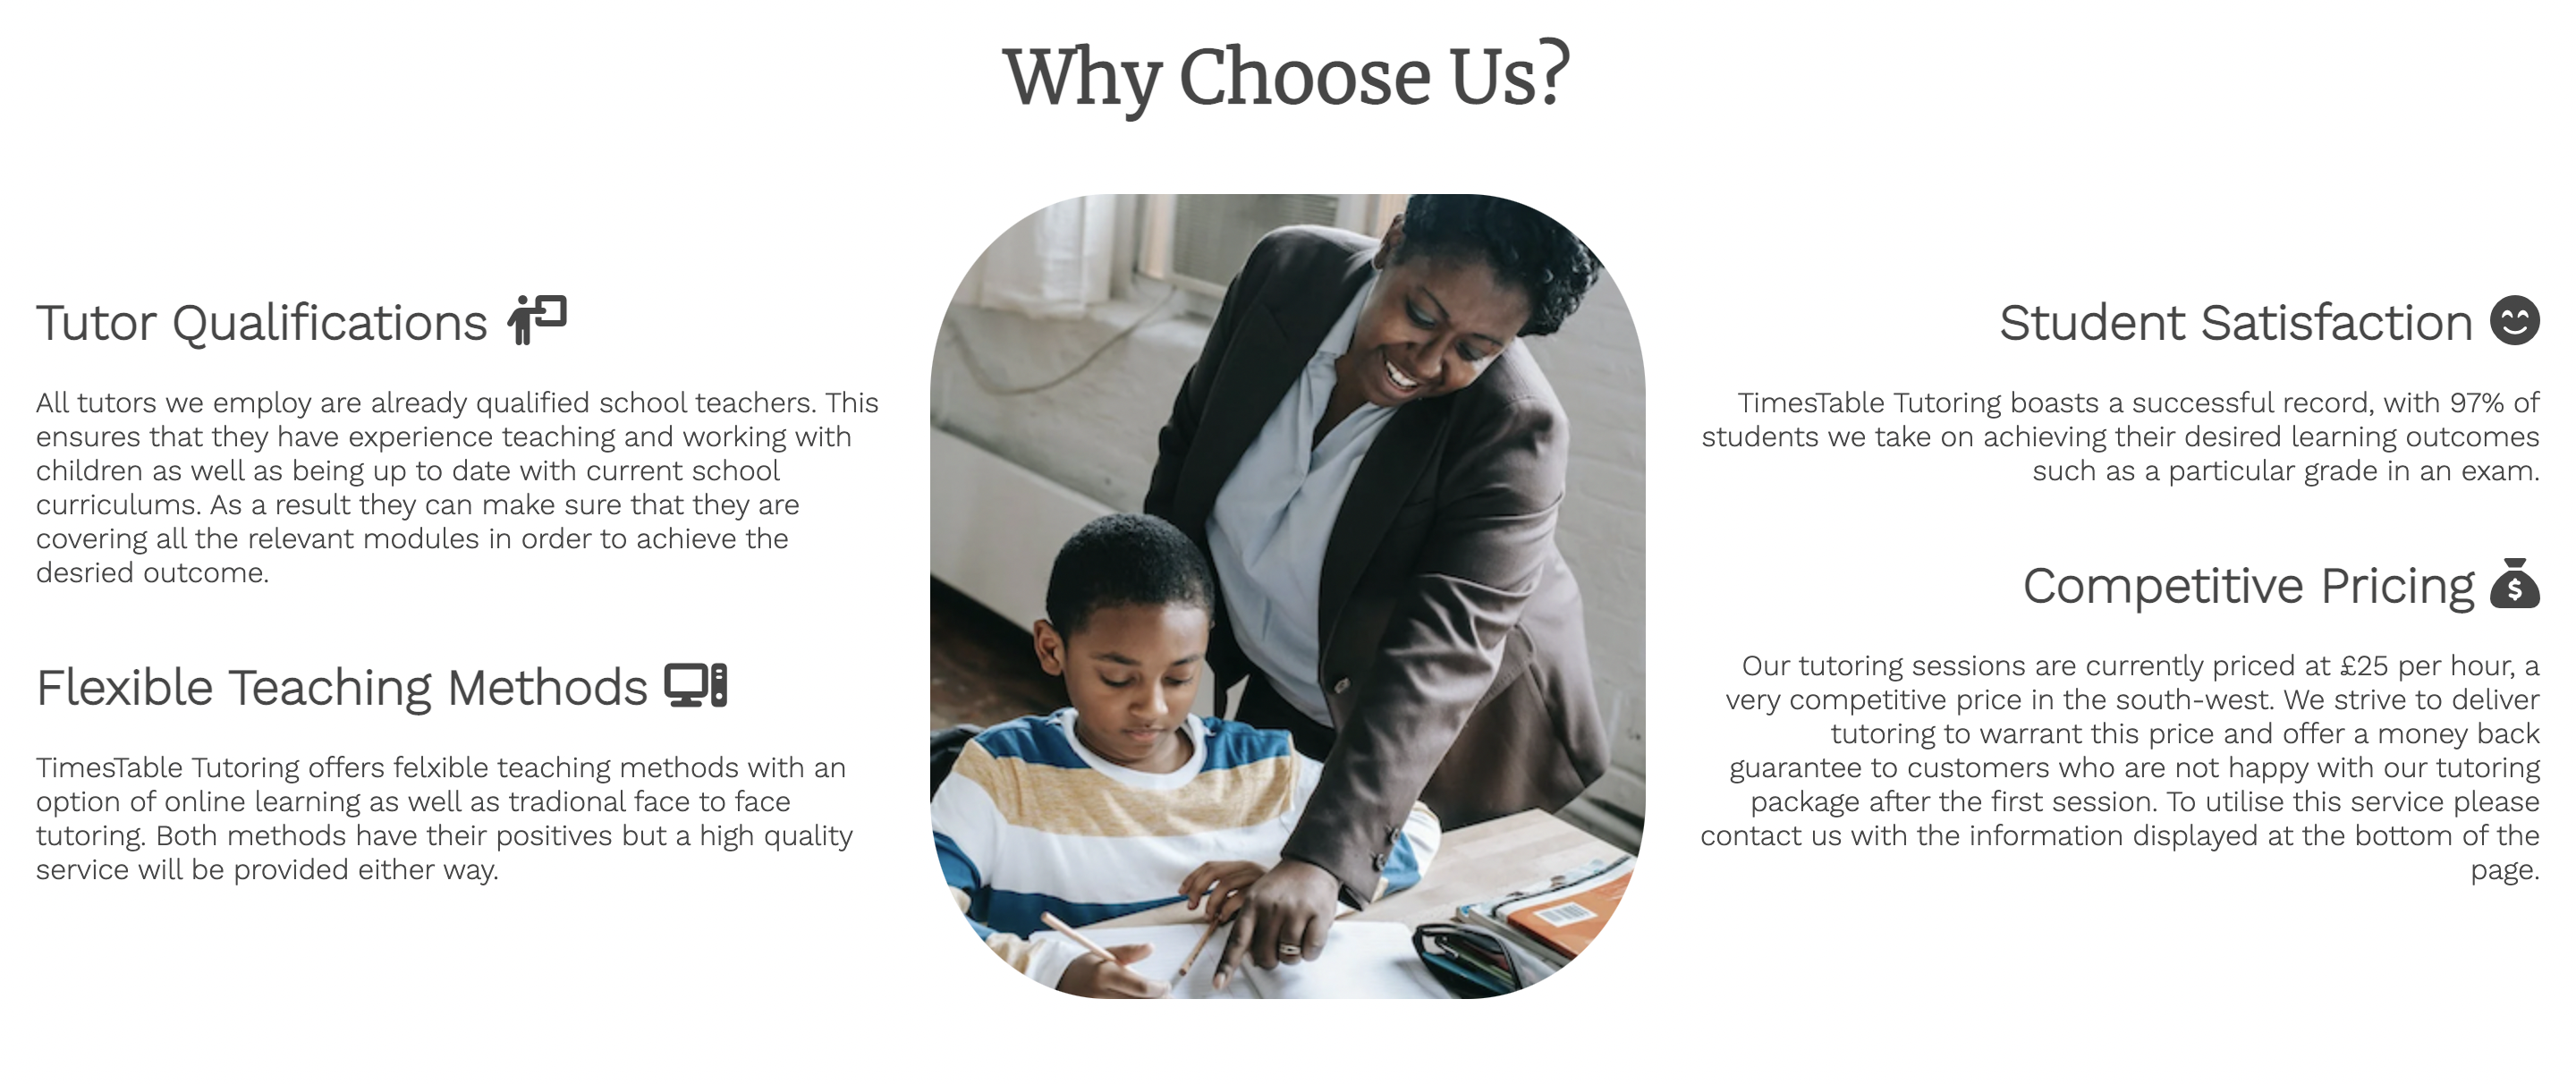 Why Choose Us?
Tutor Qualifications
All tutors we employ are already qualified school teachers. This
ensures that they have experience teaching and working with
children as well as being up to date with current school
curriculums. As a result they can make sure that they are
covering all the relevant modules in order to achieve the
desried outcome.
Flexible Teaching Methods
TimesTable Tutoring offers felxible teaching methods with an
option of online learning as well as tradional face to face
tutoring. Both methods have their positives but a high quality
service will be provided either way.
Student Satisfaction
TimesTable Tutoring boasts a successful record, with 97% of
students we take on achieving their desired learning outcomes
such as a particular grade in an exam.
Competitive Pricing
Our tutoring sessions are currently priced at £25 per hour, a
very competitive price in the south-west. We strive to deliver
tutoring to warrant this price and offer a money back
guarantee to customers who are not happy with our tutoring
package after the first session. To utilise this service please
contact us with the information displayed at the bottom of the
page.